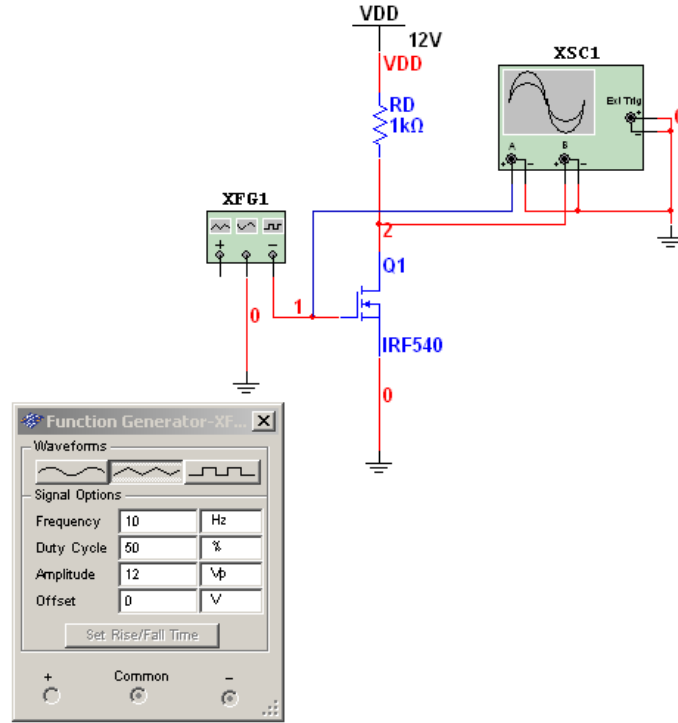 VDD
12V
VDD
XSC1
RD
1kΩ
Ext Trig
+
-
A
B
+ - + -
XFG1
+ -
2
Q1
0
1
IRF540
0
Function Generator-XF...
Waveforms
Signal Options
Frequency 10 Hz
Duty Cycle 50 %
Amplitude 12 Vp
Offset 0 V
Set Rise/Fall Time
+ Common -